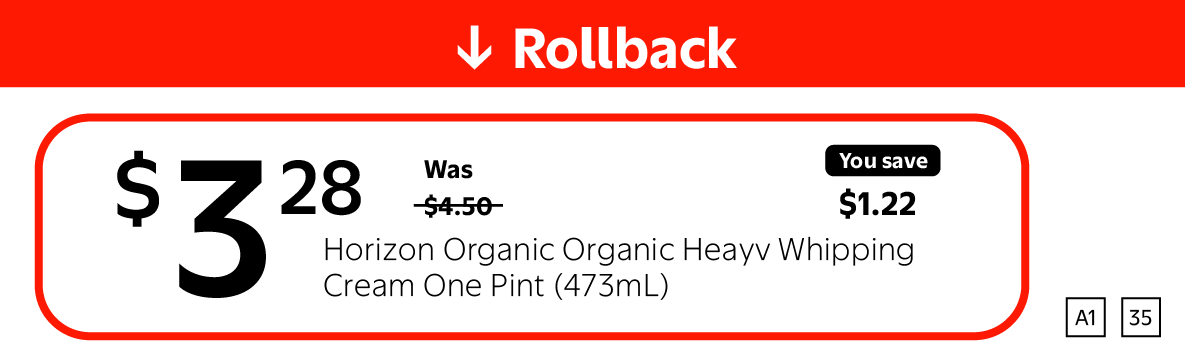 ↓ Rollback
$3 28
Was
$4.50
You save
$1.22
Horizon Organic Organic Heayv Whipping
Cream One Pint (473mL)
A1 35